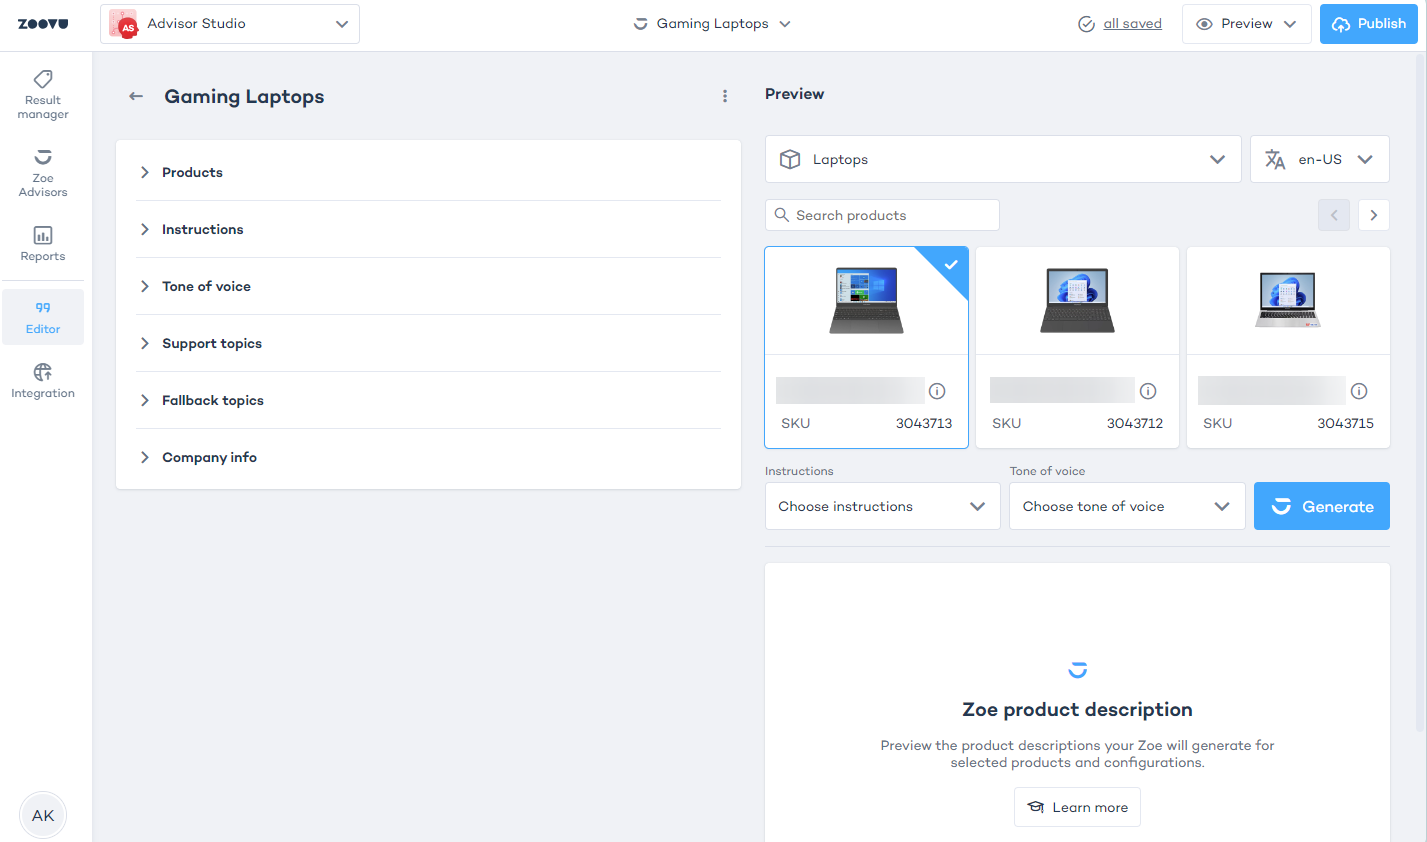 ZOOVU
AS
Advisor Studio
Gaming Laptops
all saved
Preview
Publish
Result
manager
Zoe
Advisors
Reports
Editor
Integration
AK
Gaming Laptops
Products
Instructions
Tone of voice
Support topics
Fallback topics
Company info
Preview
Laptops
en-US
Search products
SKU 3043713
SKU 3043712
SKU 3043715
Instructions
Choose instructions
Tone of voice
Choose tone of voice
Generate
Zoe product description
Preview the product descriptions your Zoe will generate for
selected products and configurations.
Learn more